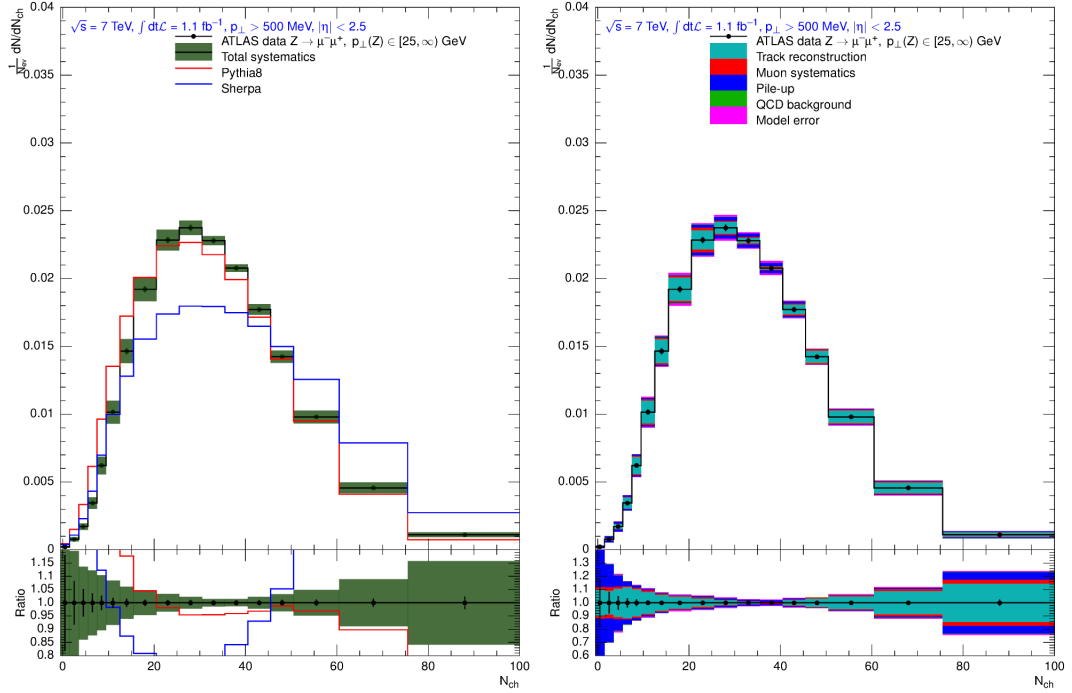 √s = 7 TeV, ∫ dtℒ = 1.1 fb⁻¹, p⊥ > 500 MeV, |η| < 2.5
ATLAS data Z → μ⁻μ⁺, p⊥(Z) ∈ [25, ∞) GeV
Total systematics
Pythia8
Sherpa
1/N_ev dN/dN_ch
0.04
0.035
0.03
0.025
0.02
0.015
0.01
0.005
0
Ratio
1.15
1.1
1.05
1.0
0.95
0.9
0.85
0.8
0 20 40 60 80 100
N_ch
√s = 7 TeV, ∫ dtℒ = 1.1 fb⁻¹, p⊥ > 500 MeV, |η| < 2.5
ATLAS data Z → μ⁻μ⁺, p⊥(Z) ∈ [25, ∞) GeV
Track reconstruction
Muon systematics
Pile-up
QCD background
Model error
1/N_ev dN/dN_ch
0.04
0.035
0.03
0.025
0.02
0.015
0.01
0.005
0
Ratio
1.3
1.2
1.1
1.0
0.9
0.8
0.7
0.6
0 20 40 60 80 100
N_ch